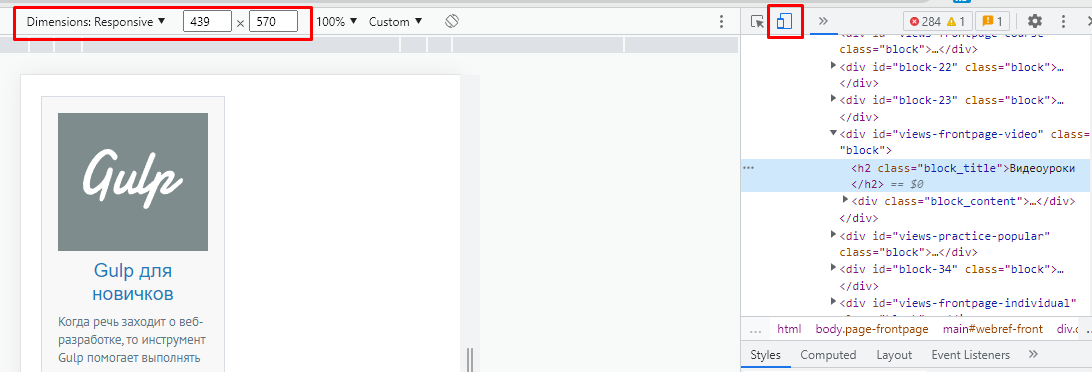 Dimensions: Responsive ▼ 439 × 570 100% ▼ Custom ▼
Gulp
Gulp для
новичков
Когда речь заходит о веб-
разработке, то инструмент
Gulp помогает выполнять
» 284 1 1
class="block">…</div>
<div id="block-22" class="block">…
</div>
<div id="block-23" class="block">…
</div>
<div id="views-frontpage-video" class=
"block">
<h2 class="block_title">Видеоуроки
</h2> == $0
<div class="block_content">…</div>
</div>
<div id="views-practice-popular"
class="block">…</div>
<div id="block-34" class="block">…
</div>
<div id="views-frontpage-individual"
… html body.page-frontpage main#webref-front div.c …
Styles Computed Layout Event Listeners »